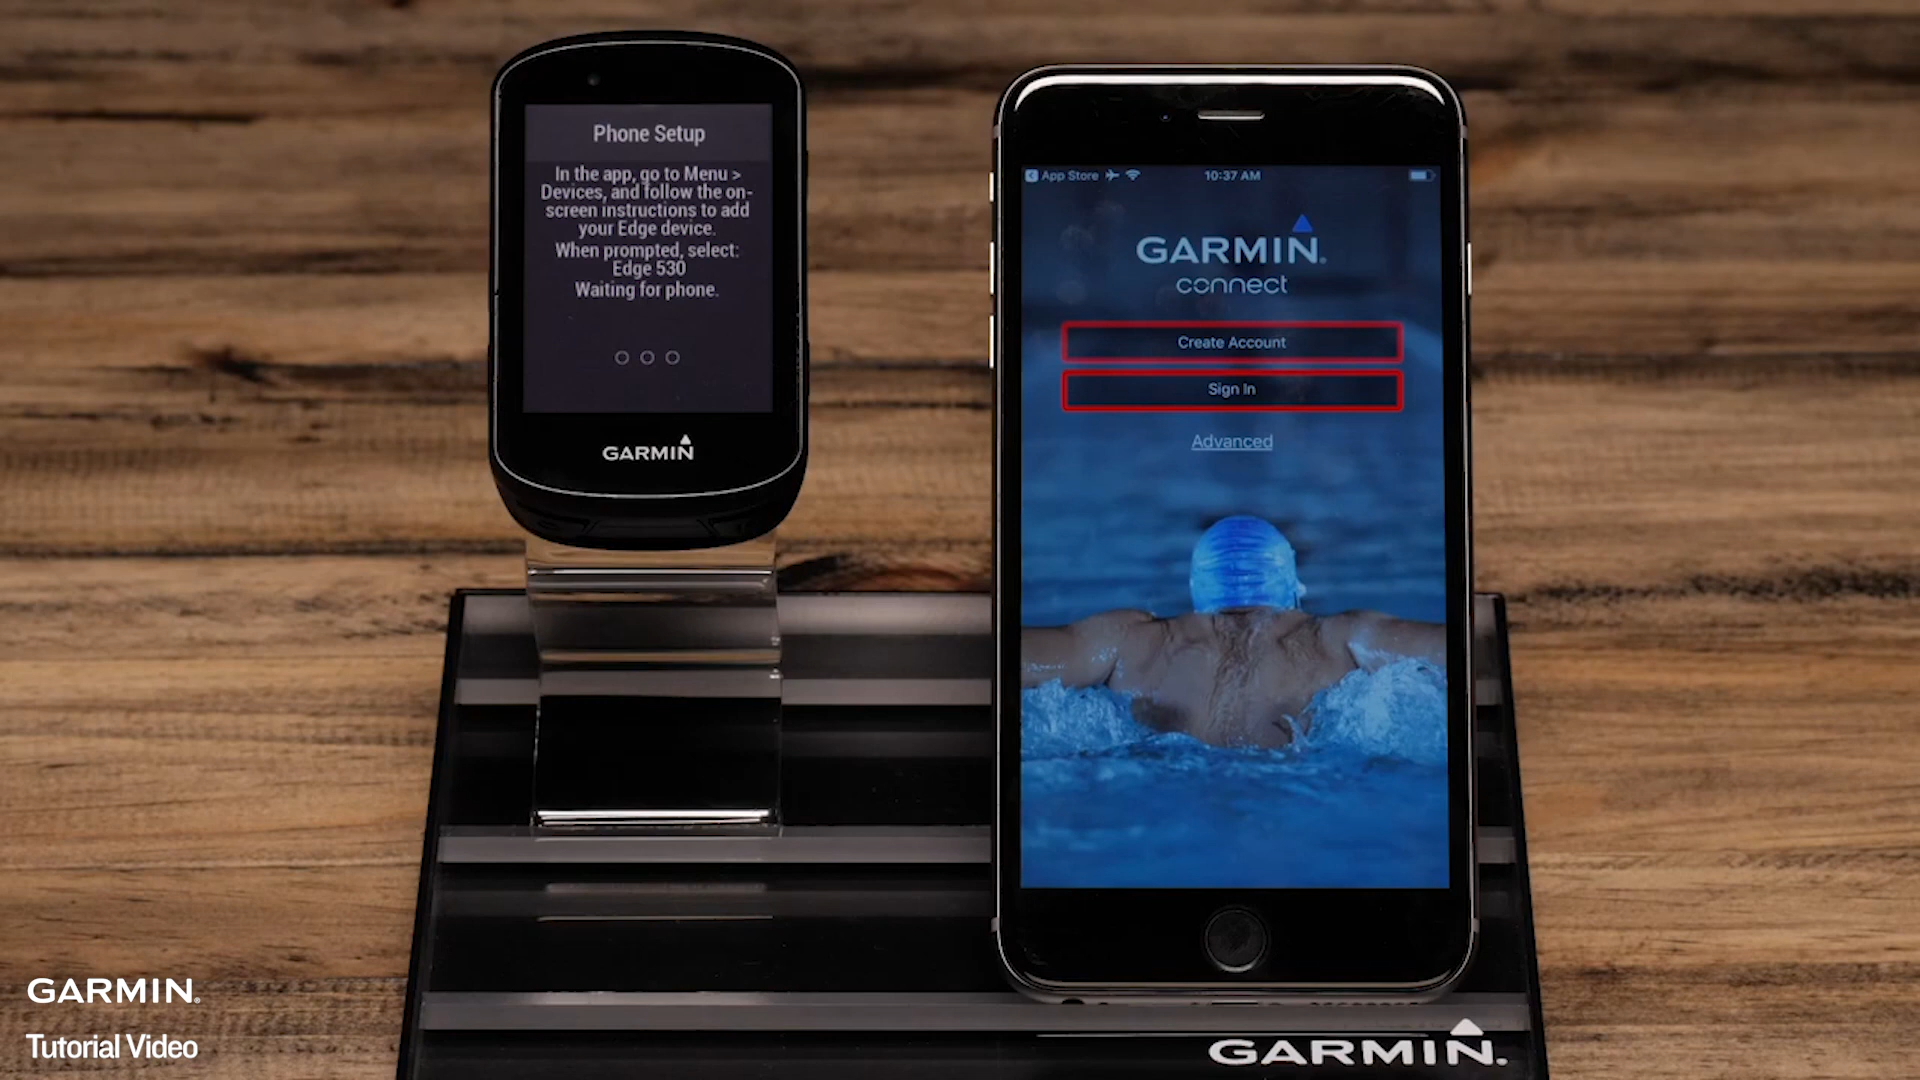 Phone Setup
In the app, go to Menu >
Devices, and follow the on-
screen instructions to add
your Edge device.
When prompted, select:
Edge 530
Waiting for phone.
GARMIN
App Store
10:37 AM
GARMIN.
connect
Create Account
Sign In
Advanced
GARMIN.
Tutorial Video
GARMIN.